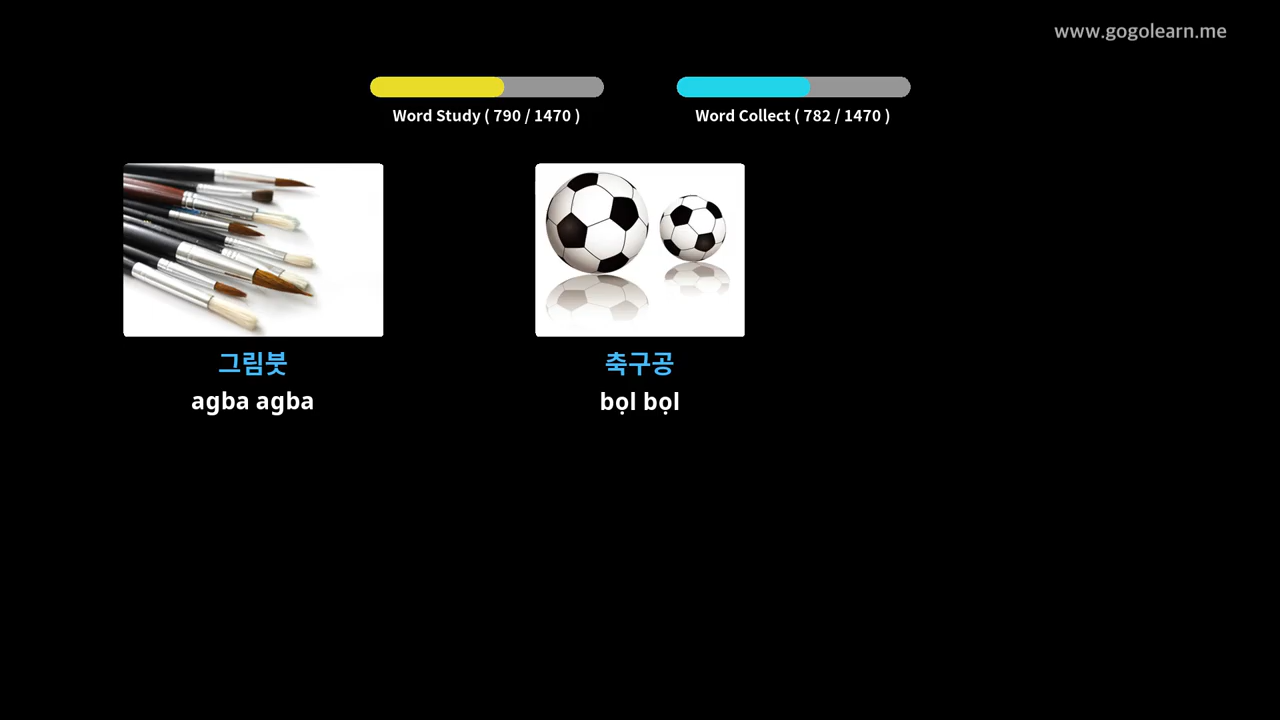 www.gogolearn.me
Word Study ( 790 / 1470 )
Word Collect ( 782 / 1470 )
그림붓
agba agba
축구공
bọl bọl